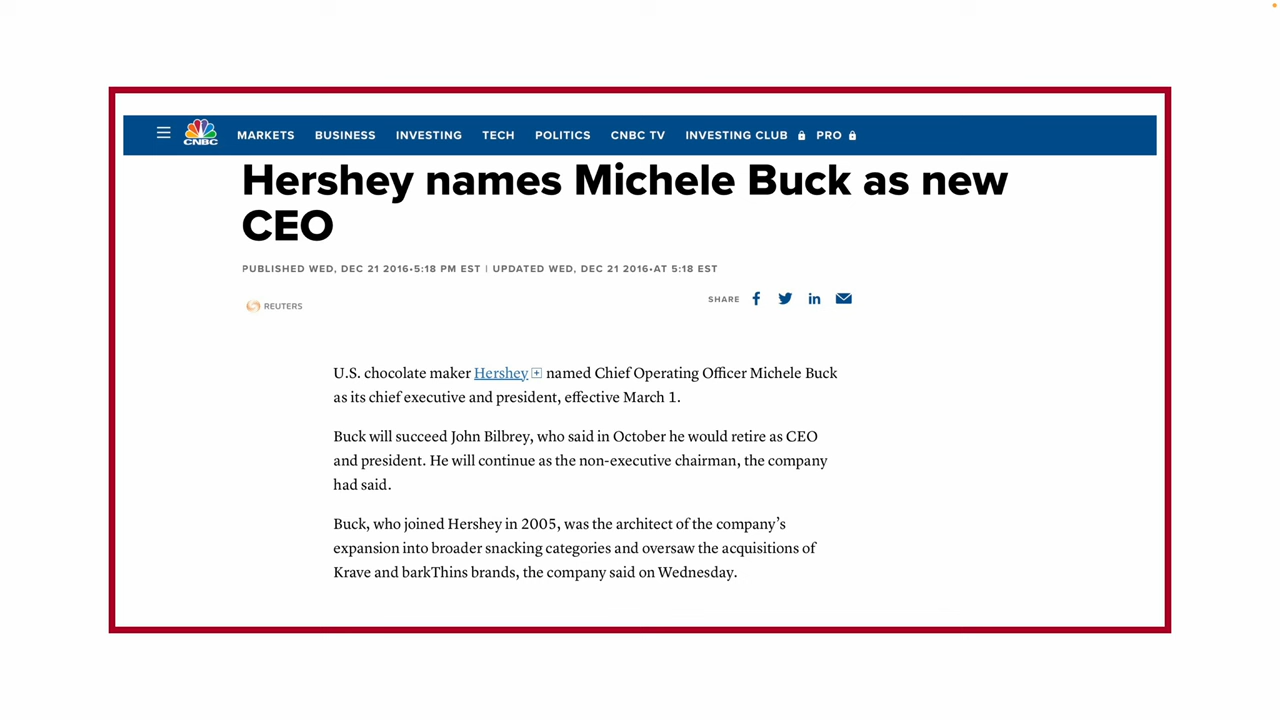 CNBC MARKETS BUSINESS INVESTING TECH POLITICS CNBC TV INVESTING CLUB PRO
Hershey names Michele Buck as new
CEO
PUBLISHED WED, DEC 21 2016•5:18 PM EST | UPDATED WED, DEC 21 2016•AT 5:18 EST
REUTERS
SHARE
U.S. chocolate maker Hershey named Chief Operating Officer Michele Buck
as its chief executive and president, effective March 1.
Buck will succeed John Bilbrey, who said in October he would retire as CEO
and president. He will continue as the non-executive chairman, the company
had said.
Buck, who joined Hershey in 2005, was the architect of the company’s
expansion into broader snacking categories and oversaw the acquisitions of
Krave and barkThins brands, the company said on Wednesday.